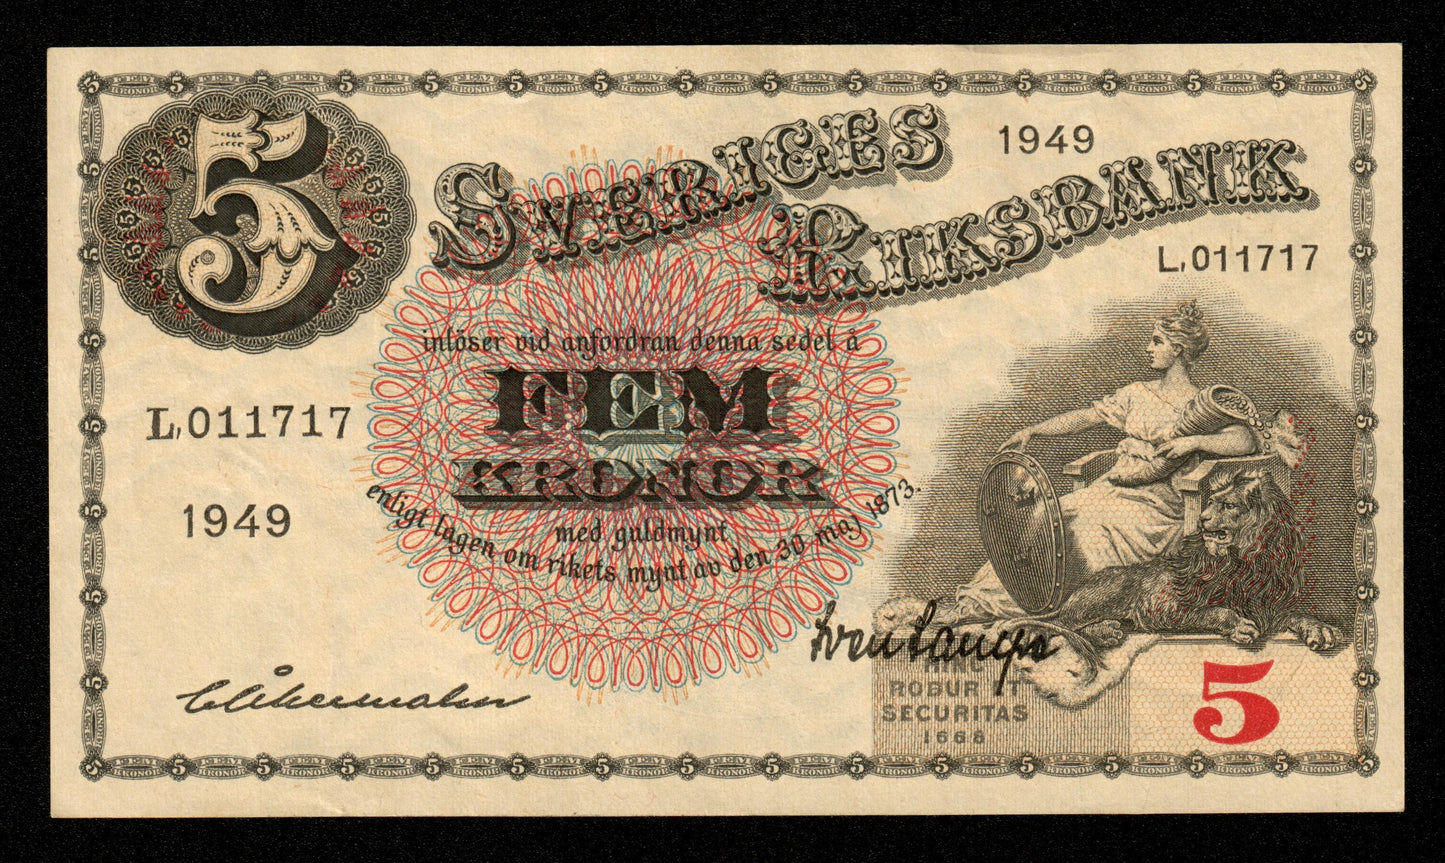 5
SVERIGES
1949
RIKSBANK
L,011717
inlöser vid anfordran denna sedel å
FEM
KRONOR
L,011717
med guldmynt
enligt lagen om rikets mynt av den 30 maj 1873.
1949
ROBUR ET
SECURITAS
1668
5